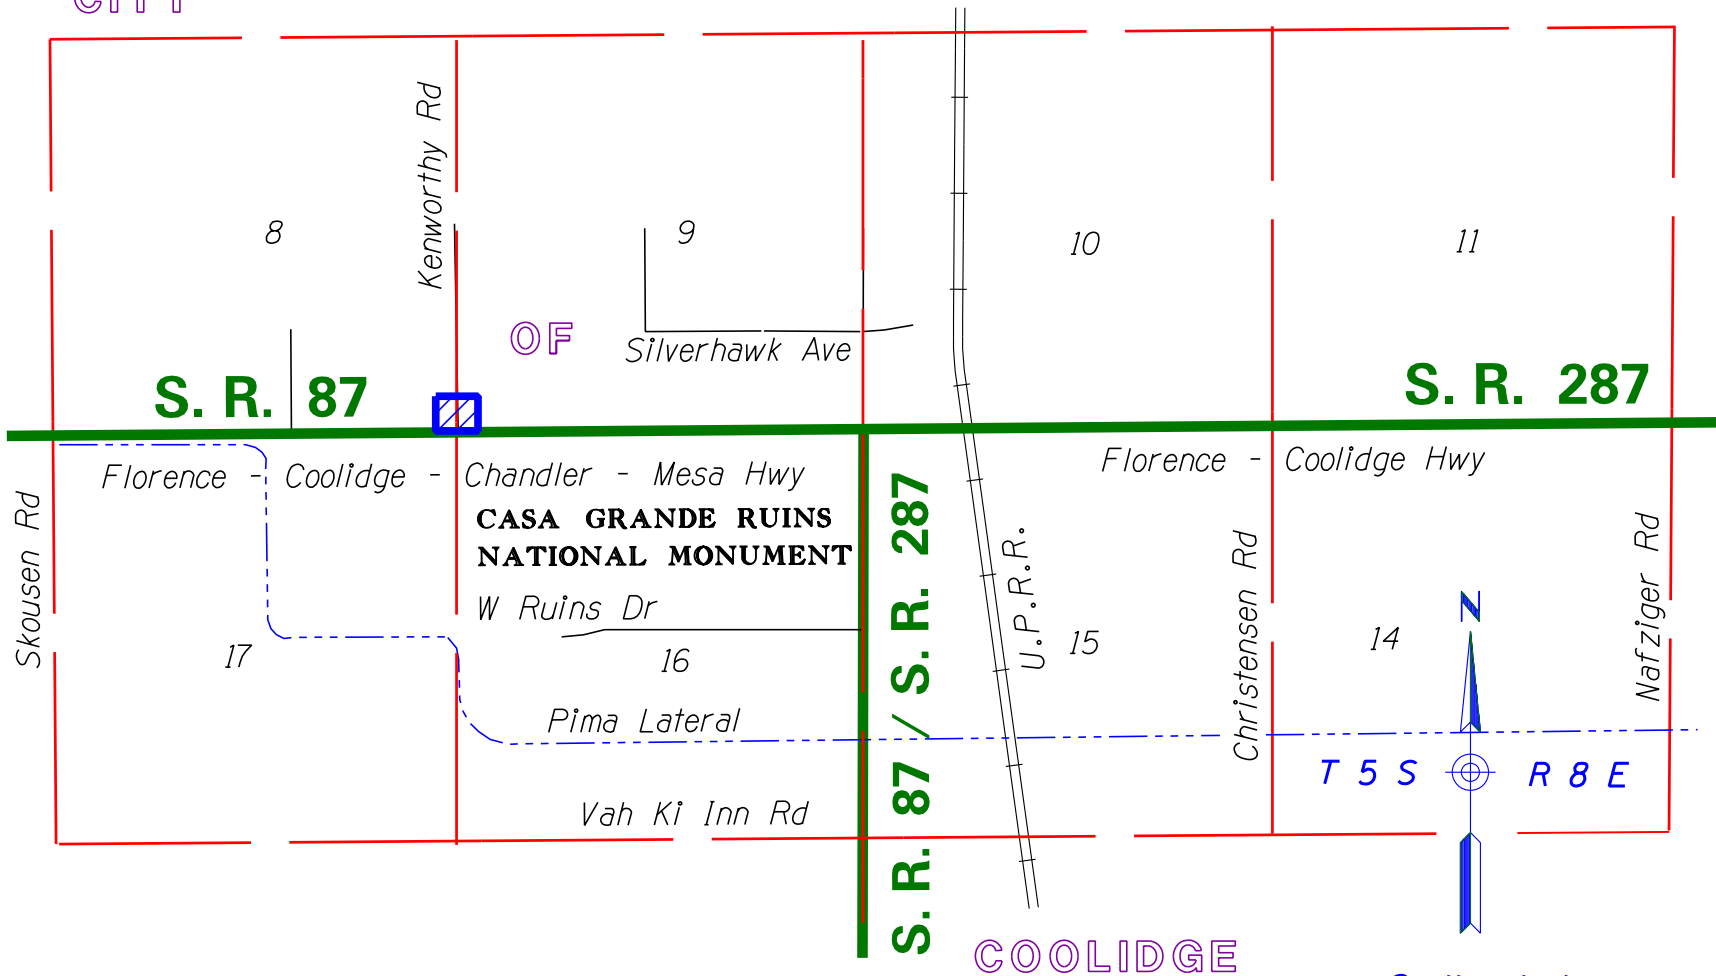 CITY
Kenworthy Rd
8
9
10
11
OF
Silverhawk Ave
S. R. 87
S. R. 287
Florence - Coolidge - Chandler - Mesa Hwy
Florence - Coolidge Hwy
CASA GRANDE RUINS
NATIONAL MONUMENT
Skousen Rd
S. R. 87 / S. R. 287
U.P.R.R.
Christensen Rd
Nafziger Rd
W Ruins Dr
N
17
16
15
14
Pima Lateral
T 5 S
R 8 E
Vah Ki Inn Rd
COOLIDGE